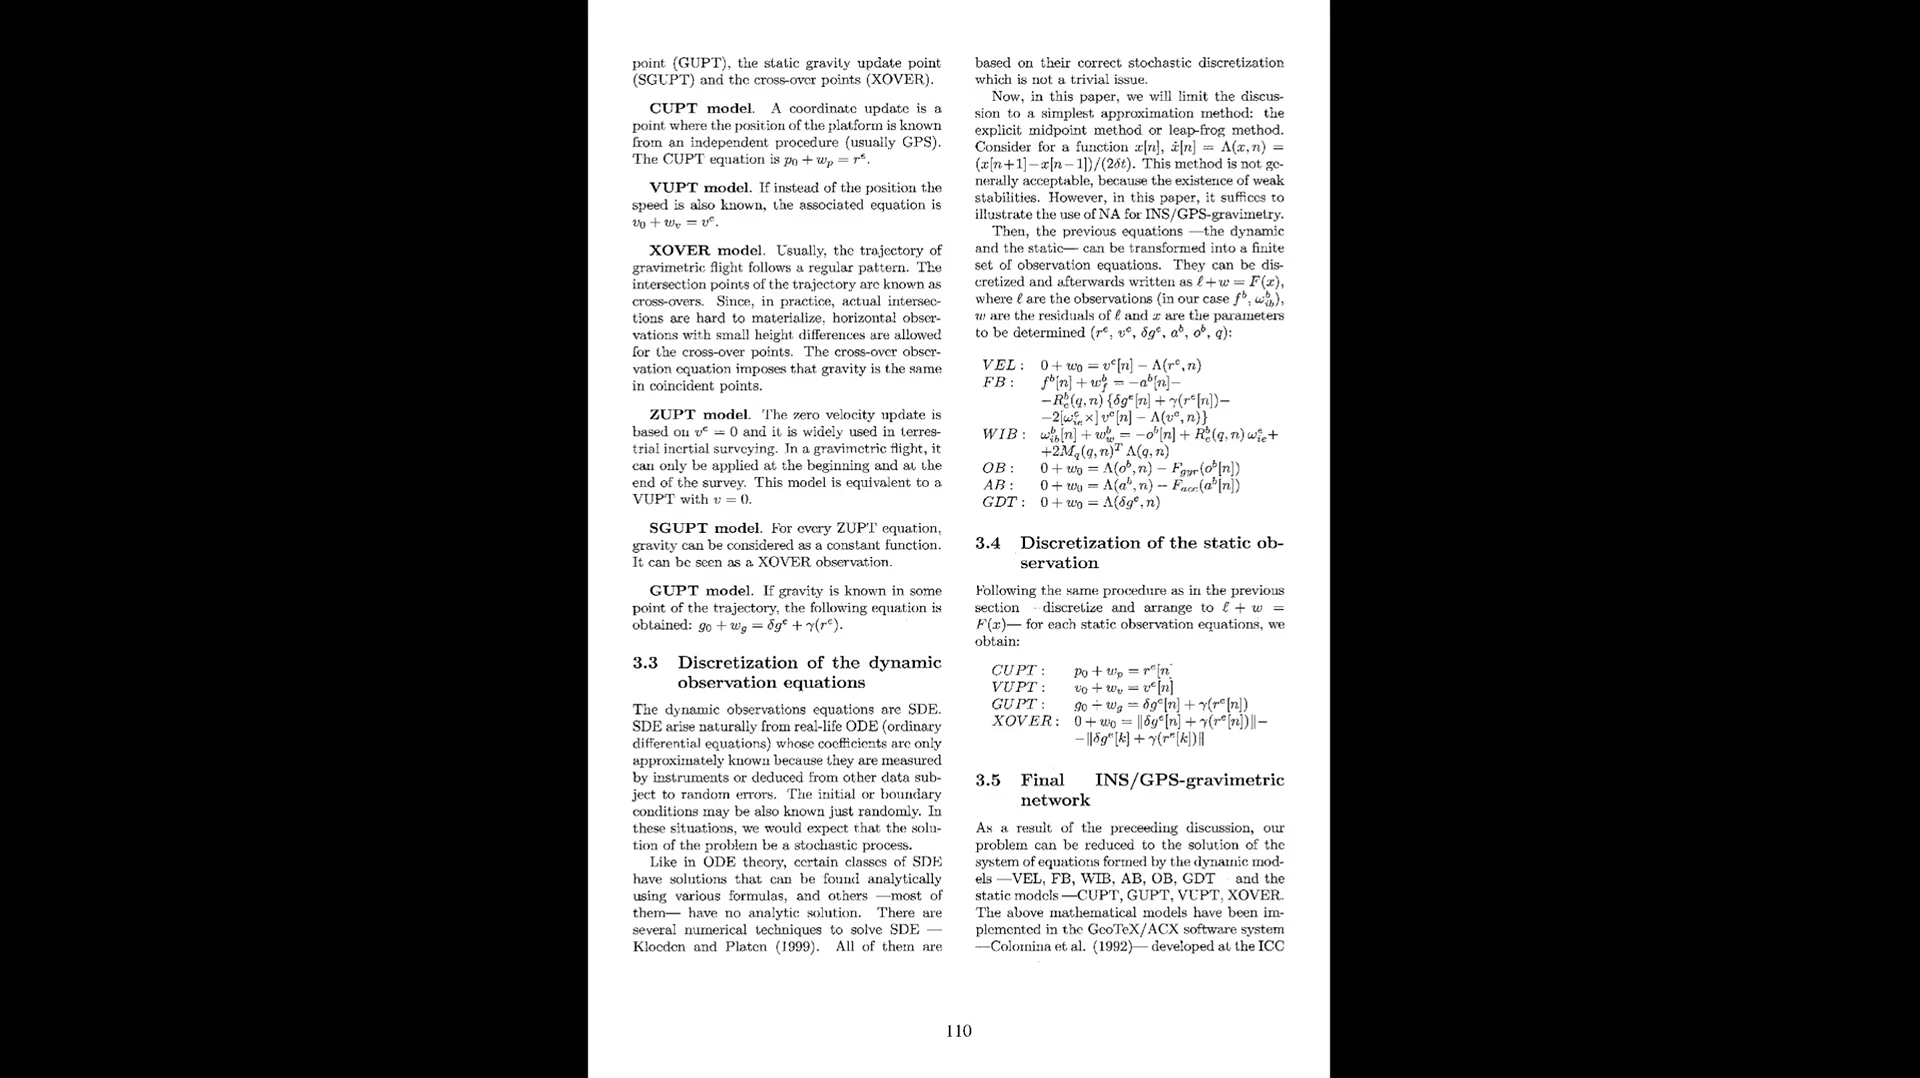 point (GUPT), the static gravity update point
(SGUPT) and the cross-over points (XOVER).
CUPT model. A coordinate update is a
point where the position of the platform is known
from an independent procedure (usually GPS).
The CUPT equation is p₀ + wₚ = rᵉ.
VUPT model. If instead of the position the
speed is also known, the associated equation is
v₀ + wᵥ = vᵉ.
XOVER model. Usually, the trajectory of
gravimetric flight follows a regular pattern. The
intersection points of the trajectory are known as
cross-overs. Since, in practice, actual intersec-
tions are hard to materialize, horizontal obser-
vations with small height differences are allowed
for the cross-over points. The cross-over obser-
vation equation imposes that gravity is the same
in coincident points.
ZUPT model. The zero velocity update is
based on vᵉ = 0 and it is widely used in terres-
trial inertial surveying. In a gravimetric flight, it
can only be applied at the beginning and at the
end of the survey. This model is equivalent to a
VUPT with v = 0.
SGUPT model. For every ZUPT equation,
gravity can be considered as a constant function.
It can be seen as a XOVER observation.
GUPT model. If gravity is known in some
point of the trajectory, the following equation is
obtained: g₀ + w_g = δgᵉ + γ(rᵉ).
3.3 Discretization of the dynamic
observation equations
The dynamic observations equations are SDE.
SDE arise naturally from real-life ODE (ordinary
differential equations) whose coefficients are only
approximately known because they are measured
by instruments or deduced from other data sub-
ject to random errors. The initial or boundary
conditions may be also known just randomly. In
these situations, we would expect that the solu-
tion of the problem be a stochastic process.
Like in ODE theory, certain classes of SDE
have solutions that can be found analytically
using various formulas, and others —most of
them— have no analytic solution. There are
several numerical techniques to solve SDE —
Kloeden and Platen (1999). All of them are
based on their correct stochastic discretization
which is not a trivial issue.
Now, in this paper, we will limit the discus-
sion to a simplest approximation method: the
explicit midpoint method or leap-frog method.
Consider for a function x[n], ẋ[n] = Λ(x, n) =
(x[n+1]−x[n−1])/(2δt). This method is not ge-
nerally acceptable, because the existence of weak
stabilities. However, in this paper, it suffices to
illustrate the use of NA for INS/GPS-gravimetry.
Then, the previous equations —the dynamic
and the static— can be transformed into a finite
set of observation equations. They can be dis-
cretized and afterwards written as ℓ+w = F(x),
where ℓ are the observations (in our case f^b, ω^b_ib),
w are the residuals of ℓ and x are the parameters
to be determined (rᵉ, vᵉ, δgᵉ, a^b, o^b, q):
VEL : 0 + w₀ = vᵉ[n] − Λ(rᵉ, n)
FB : f^b[n] + w^b_f = −a^b[n]−
−R^b_e(q, n) {δgᵉ[n] + γ(rᵉ[n])−
−2[ω^e_ie ×] vᵉ[n] − Λ(vᵉ, n)}
WIB : ω^b_ib[n] + w^b_w = −o^b[n] + R^b_e(q, n) ω^e_ie+
+2M_q(q, n)^T Λ(q, n)
OB : 0 + w₀ = Λ(o^b, n) − F_gyr(o^b[n])
AB : 0 + w₀ = Λ(a^b, n) − F_acc(a^b[n])
GDT : 0 + w₀ = Λ(δgᵉ, n)
3.4 Discretization of the static ob-
servation
Following the same procedure as in the previous
section discretize and arrange to ℓ + w =
F(x)— for each static observation equations, we
obtain:
CUPT : p₀ + wₚ = rᵉ[n]
VUPT : v₀ + wᵥ = vᵉ[n]
GUPT : g₀ + w_g = δgᵉ[n] + γ(rᵉ[n])
XOVER : 0 + w₀ = ‖δgᵉ[n] + γ(rᵉ[n])‖−
−‖δgᵉ[k] + γ(rᵉ[k])‖
3.5 Final INS/GPS-gravimetric
network
As a result of the preceeding discussion, our
problem can be reduced to the solution of the
system of equations formed by the dynamic mod-
els —VEL, FB, WIB, AB, OB, GDT and the
static models —CUPT, GUPT, VUPT, XOVER.
The above mathematical models have been im-
plemented in the GeoTeX/ACX software system
—Colomina et al. (1992)— developed at the ICC
110